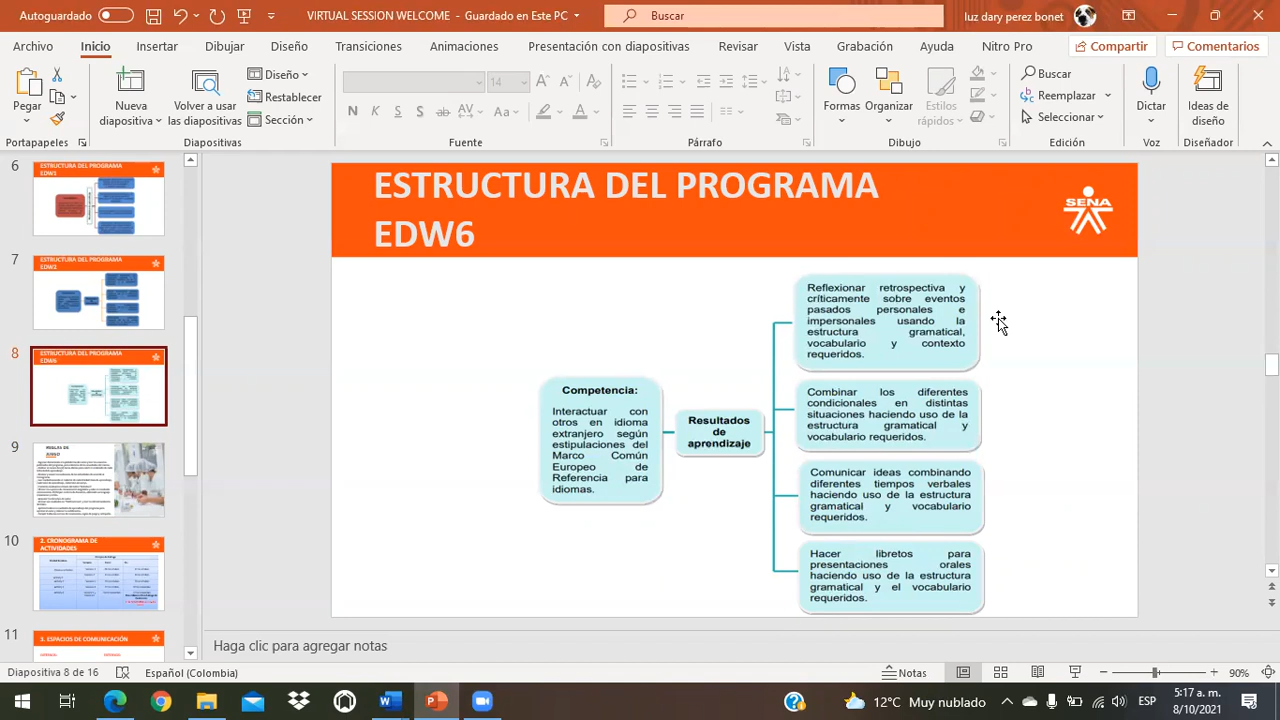 Autoguardado
VIRTUAL SESSION WELCOME - Guardado en Este PC
Buscar
luz dary perez bonet
Archivo Inicio Insertar Dibujar Diseño Transiciones Animaciones Presentación con diapositivas Revisar Vista Grabación Ayuda Nitro Pro Compartir Comentarios
Pegar
Portapapeles
Nueva diapositiva
Volver a usar las diapositivas
Diseño
Restablecer
Sección
Diapositivas
14
N K S S ab AV Aa A
Fuente
Párrafo
Formas
Organizar
Estilos rápidos
Dibujo
Buscar
Reemplazar
Seleccionar
Edición
Dictar
Voz
Ideas de diseño
Diseñador
6
ESTRUCTURA DEL PROGRAMA
EDW1
7
ESTRUCTURA DEL PROGRAMA
EDW2
8
ESTRUCTURA DEL PROGRAMA
EDW6
9
10
2. CRONOGRAMA DE
ACTIVIDADES
11
3. ESPACIOS DE COMUNICACIÓN
ESTRUCTURA DEL PROGRAMA
EDW6
SENA
Competencia:
Interactuar con
otros en idioma
extranjero según
estipulaciones del
Marco Común
Europeo de
Referencia para
idiomas.
Resultados
de
aprendizaje
Reflexionar retrospectiva y
críticamente sobre eventos
pasados personales e
impersonales usando la
estructura gramatical,
vocabulario y contexto
requeridos.
Combinar los diferentes
condicionales en distintas
situaciones haciendo uso de la
estructura gramatical y
vocabulario requeridos.
Comunicar ideas combinando
diferentes tiempos verbales
haciendo uso de la estructura
gramatical y vocabulario
requeridos.
Hacer libretos para
presentaciones orales
haciendo uso de la estructura
gramatical y el vocabulario
requeridos.
Haga clic para agregar notas
Diapositiva 8 de 16
Español (Colombia)
Notas
90%
12°C Muy nublado
ESP
5:17 a. m.
8/10/2021